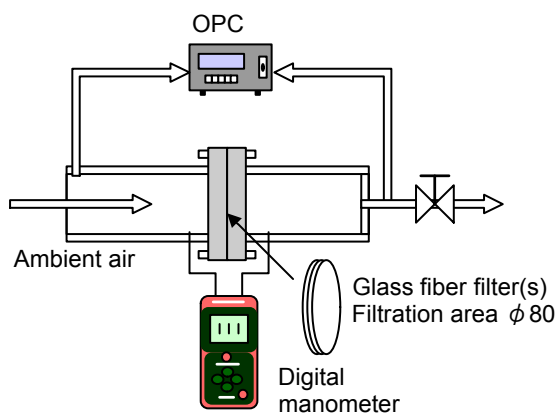 OPC
Ambient air
Glass fiber filter(s)
Filtration area ϕ80
Digital
manometer